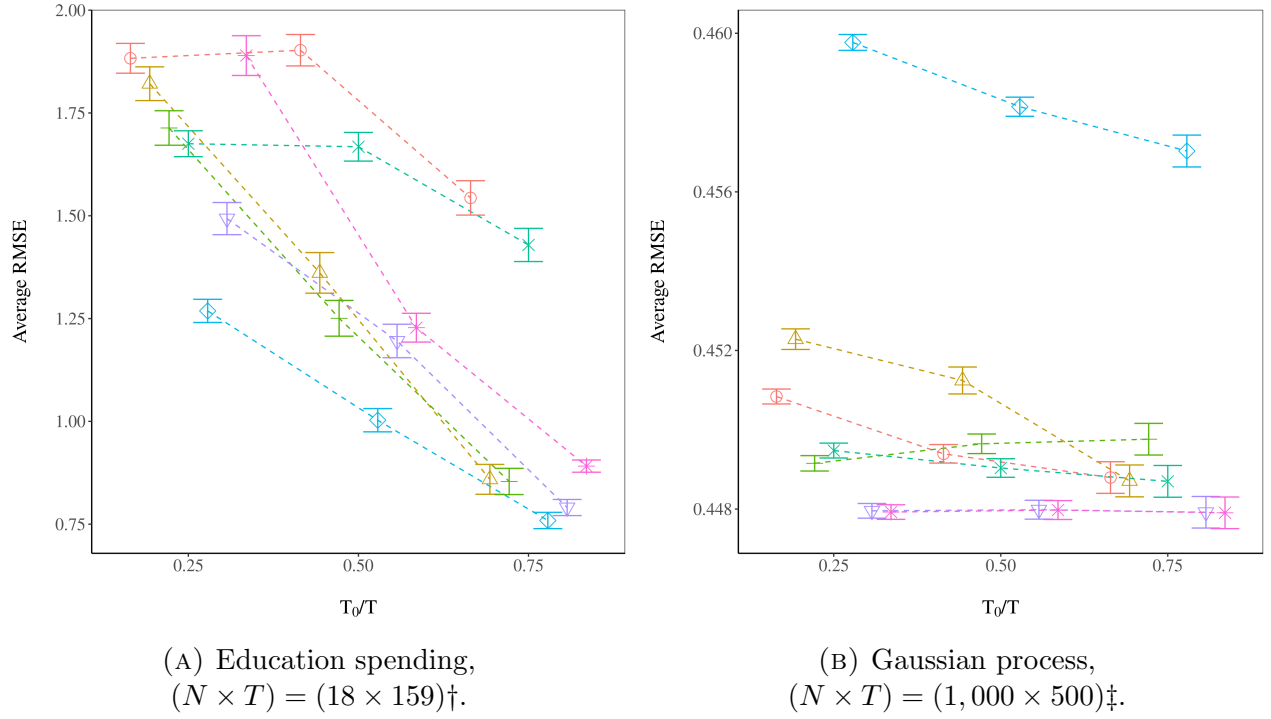 2.00
1.75
1.50
1.25
1.00
0.75
Average RMSE
0.25 0.50 0.75
T₀/T
(A) Education spending,
(N × T) = (18 × 159)†.
0.460
0.456
0.452
0.448
Average RMSE
0.25 0.50 0.75
T₀/T
(B) Gaussian process,
(N × T) = (1, 000 × 500)‡.